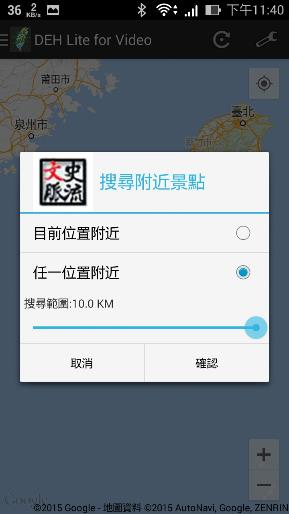 36 2 KB/s 下午11:40
DEH Lite for Video
莆田市
泉州市
臺北
文史脈流
搜尋附近景點
目前位置附近
任一位置附近
搜尋範圍:10.0 KM
取消 確認
Google
©2015 Google - 地圖資料 ©2015 AutoNavi, Google, ZENRIN